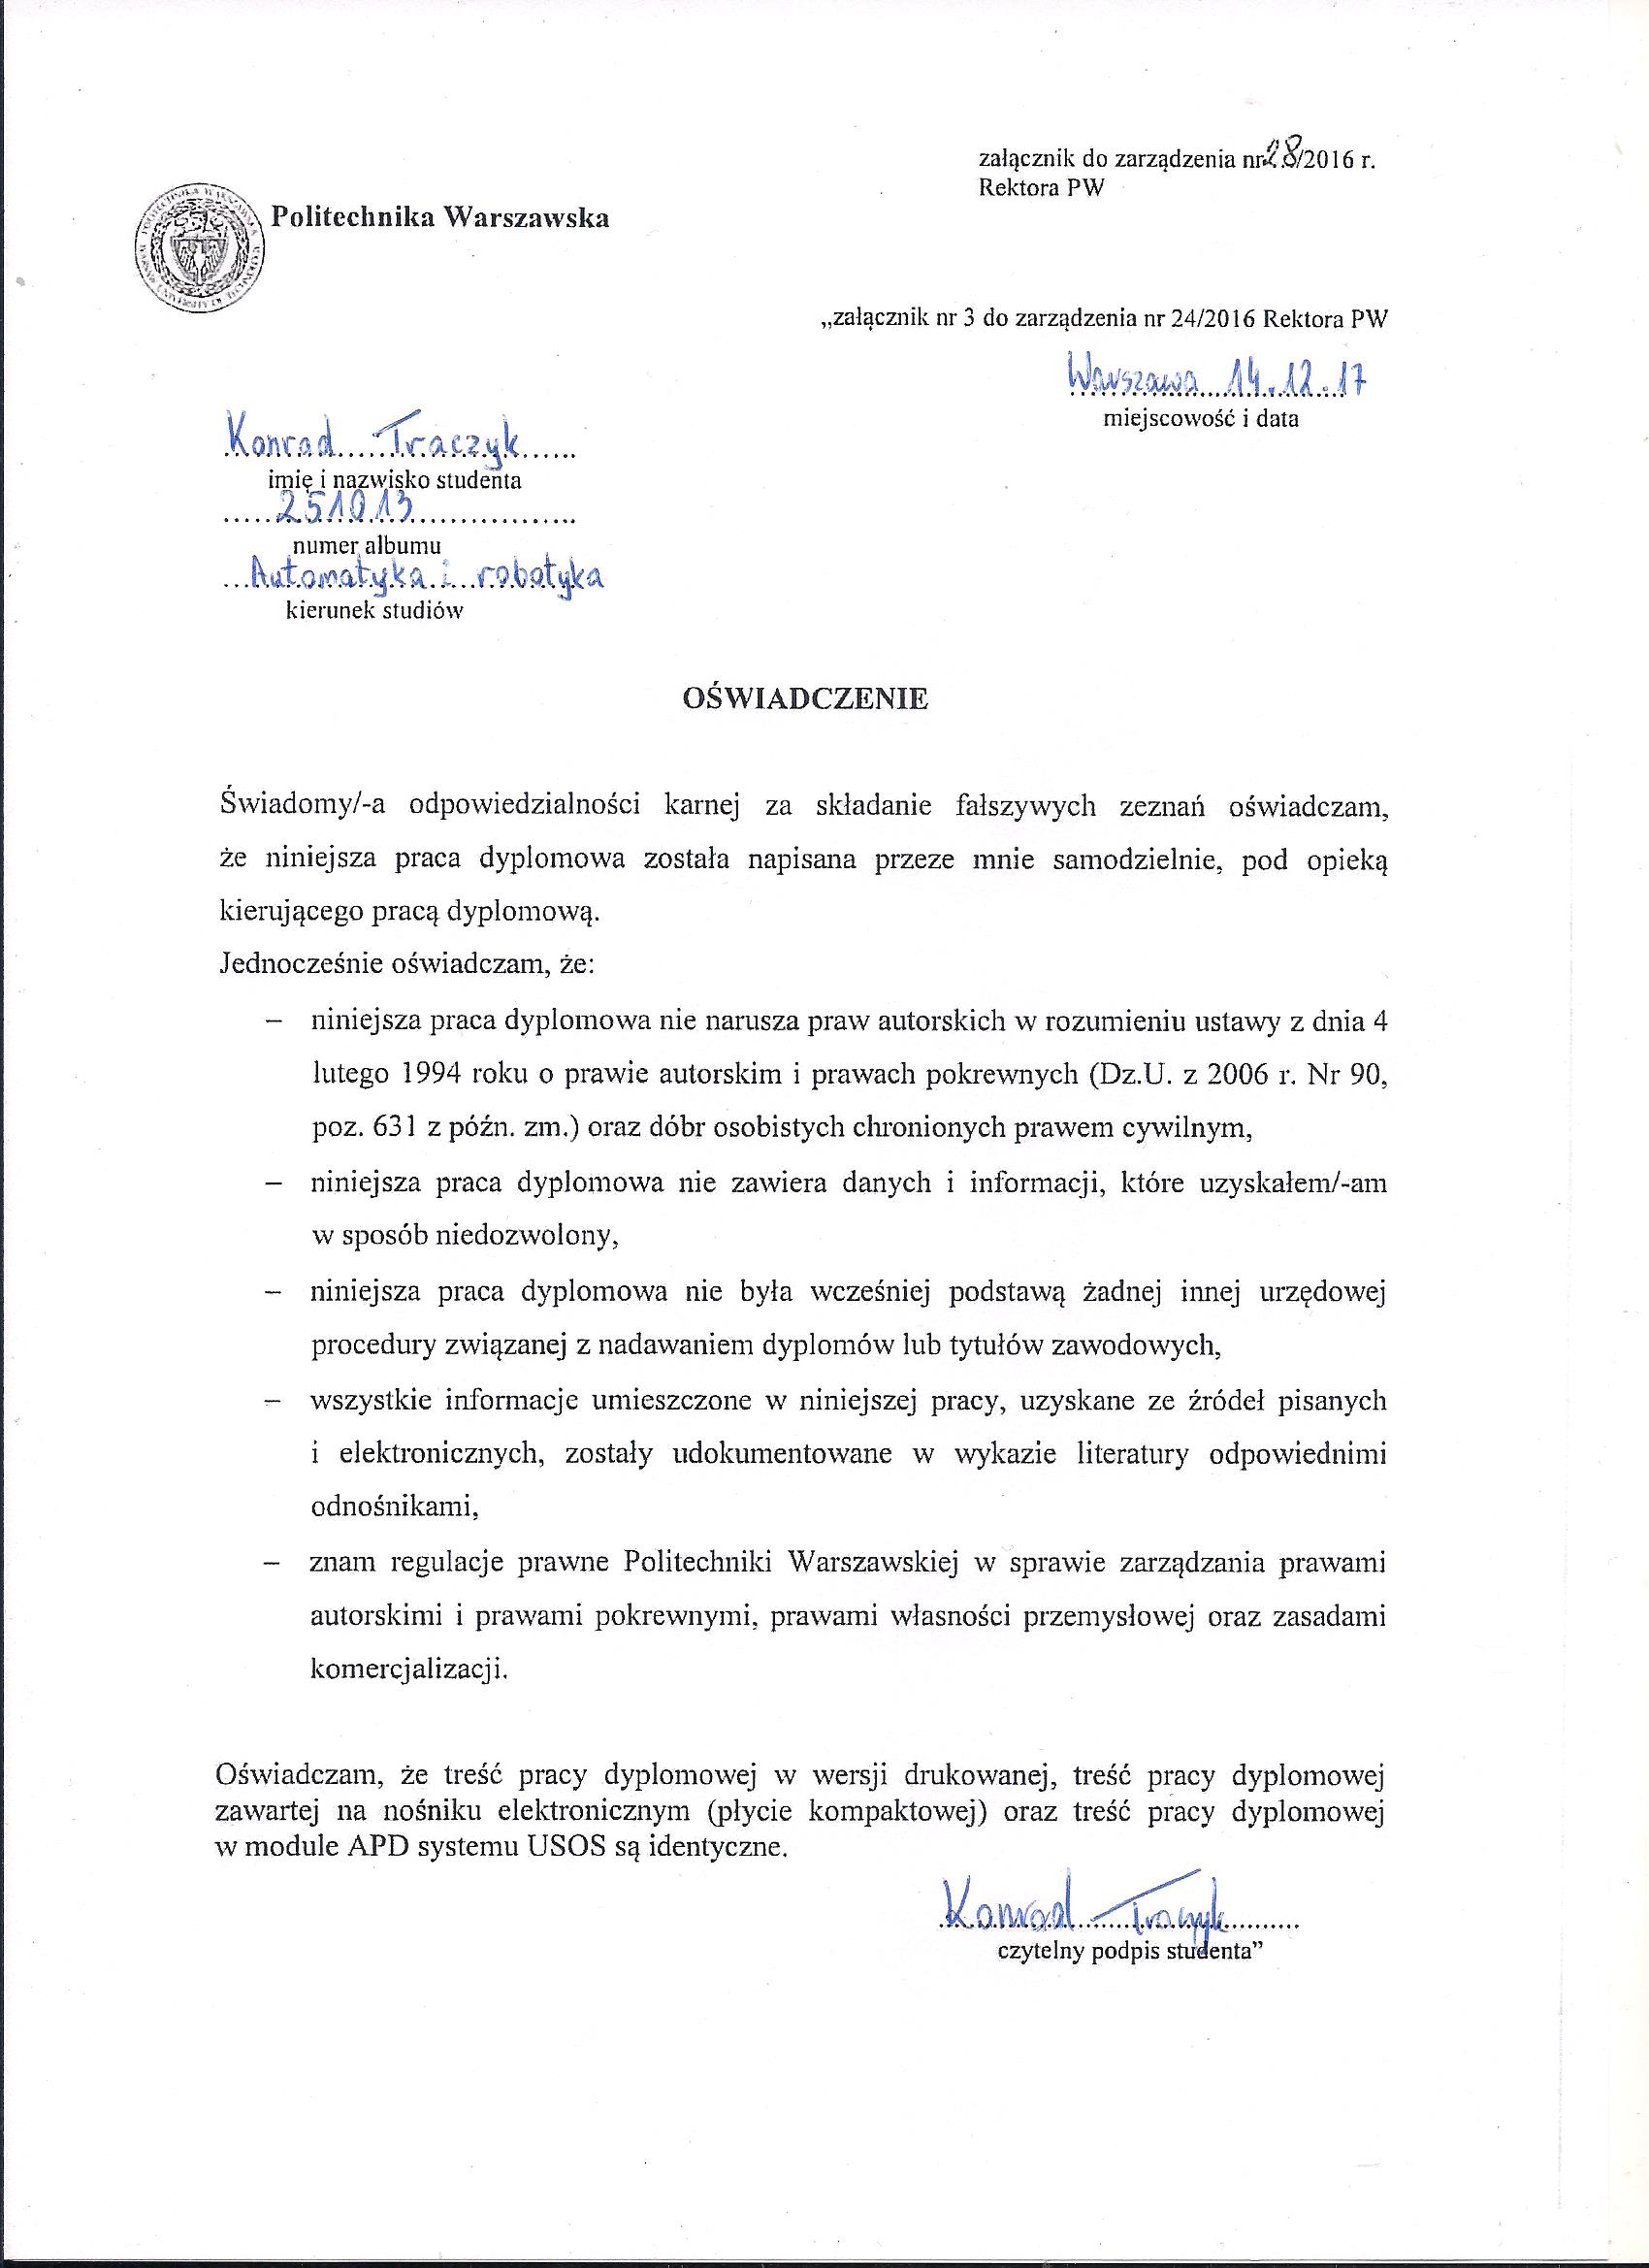 załącznik do zarządzenia nr 28/2016 r.
Rektora PW
Politechnika Warszawska
„załącznik nr 3 do zarządzenia nr 24/2016 Rektora PW
Warszawa 14.12.17
miejscowość i data
Konrad Traczyk
imię i nazwisko studenta
251013
numer albumu
Automatyka i robotyka
kierunek studiów
OŚWIADCZENIE
Świadomy/-a odpowiedzialności karnej za składanie fałszywych zeznań oświadczam,
że niniejsza praca dyplomowa została napisana przeze mnie samodzielnie, pod opieką
kierującego pracą dyplomową.
Jednocześnie oświadczam, że:
– niniejsza praca dyplomowa nie narusza praw autorskich w rozumieniu ustawy z dnia 4
lutego 1994 roku o prawie autorskim i prawach pokrewnych (Dz.U. z 2006 r. Nr 90,
poz. 631 z późn. zm.) oraz dóbr osobistych chronionych prawem cywilnym,
– niniejsza praca dyplomowa nie zawiera danych i informacji, które uzyskałem/-am
w sposób niedozwolony,
– niniejsza praca dyplomowa nie była wcześniej podstawą żadnej innej urzędowej
procedury związanej z nadawaniem dyplomów lub tytułów zawodowych,
– wszystkie informacje umieszczone w niniejszej pracy, uzyskane ze źródeł pisanych
i elektronicznych, zostały udokumentowane w wykazie literatury odpowiednimi
odnośnikami,
– znam regulacje prawne Politechniki Warszawskiej w sprawie zarządzania prawami
autorskimi i prawami pokrewnymi, prawami własności przemysłowej oraz zasadami
komercjalizacji.
Oświadczam, że treść pracy dyplomowej w wersji drukowanej, treść pracy dyplomowej
zawartej na nośniku elektronicznym (płycie kompaktowej) oraz treść pracy dyplomowej
w module APD systemu USOS są identyczne.
Konrad Traczyk
czytelny podpis studenta”